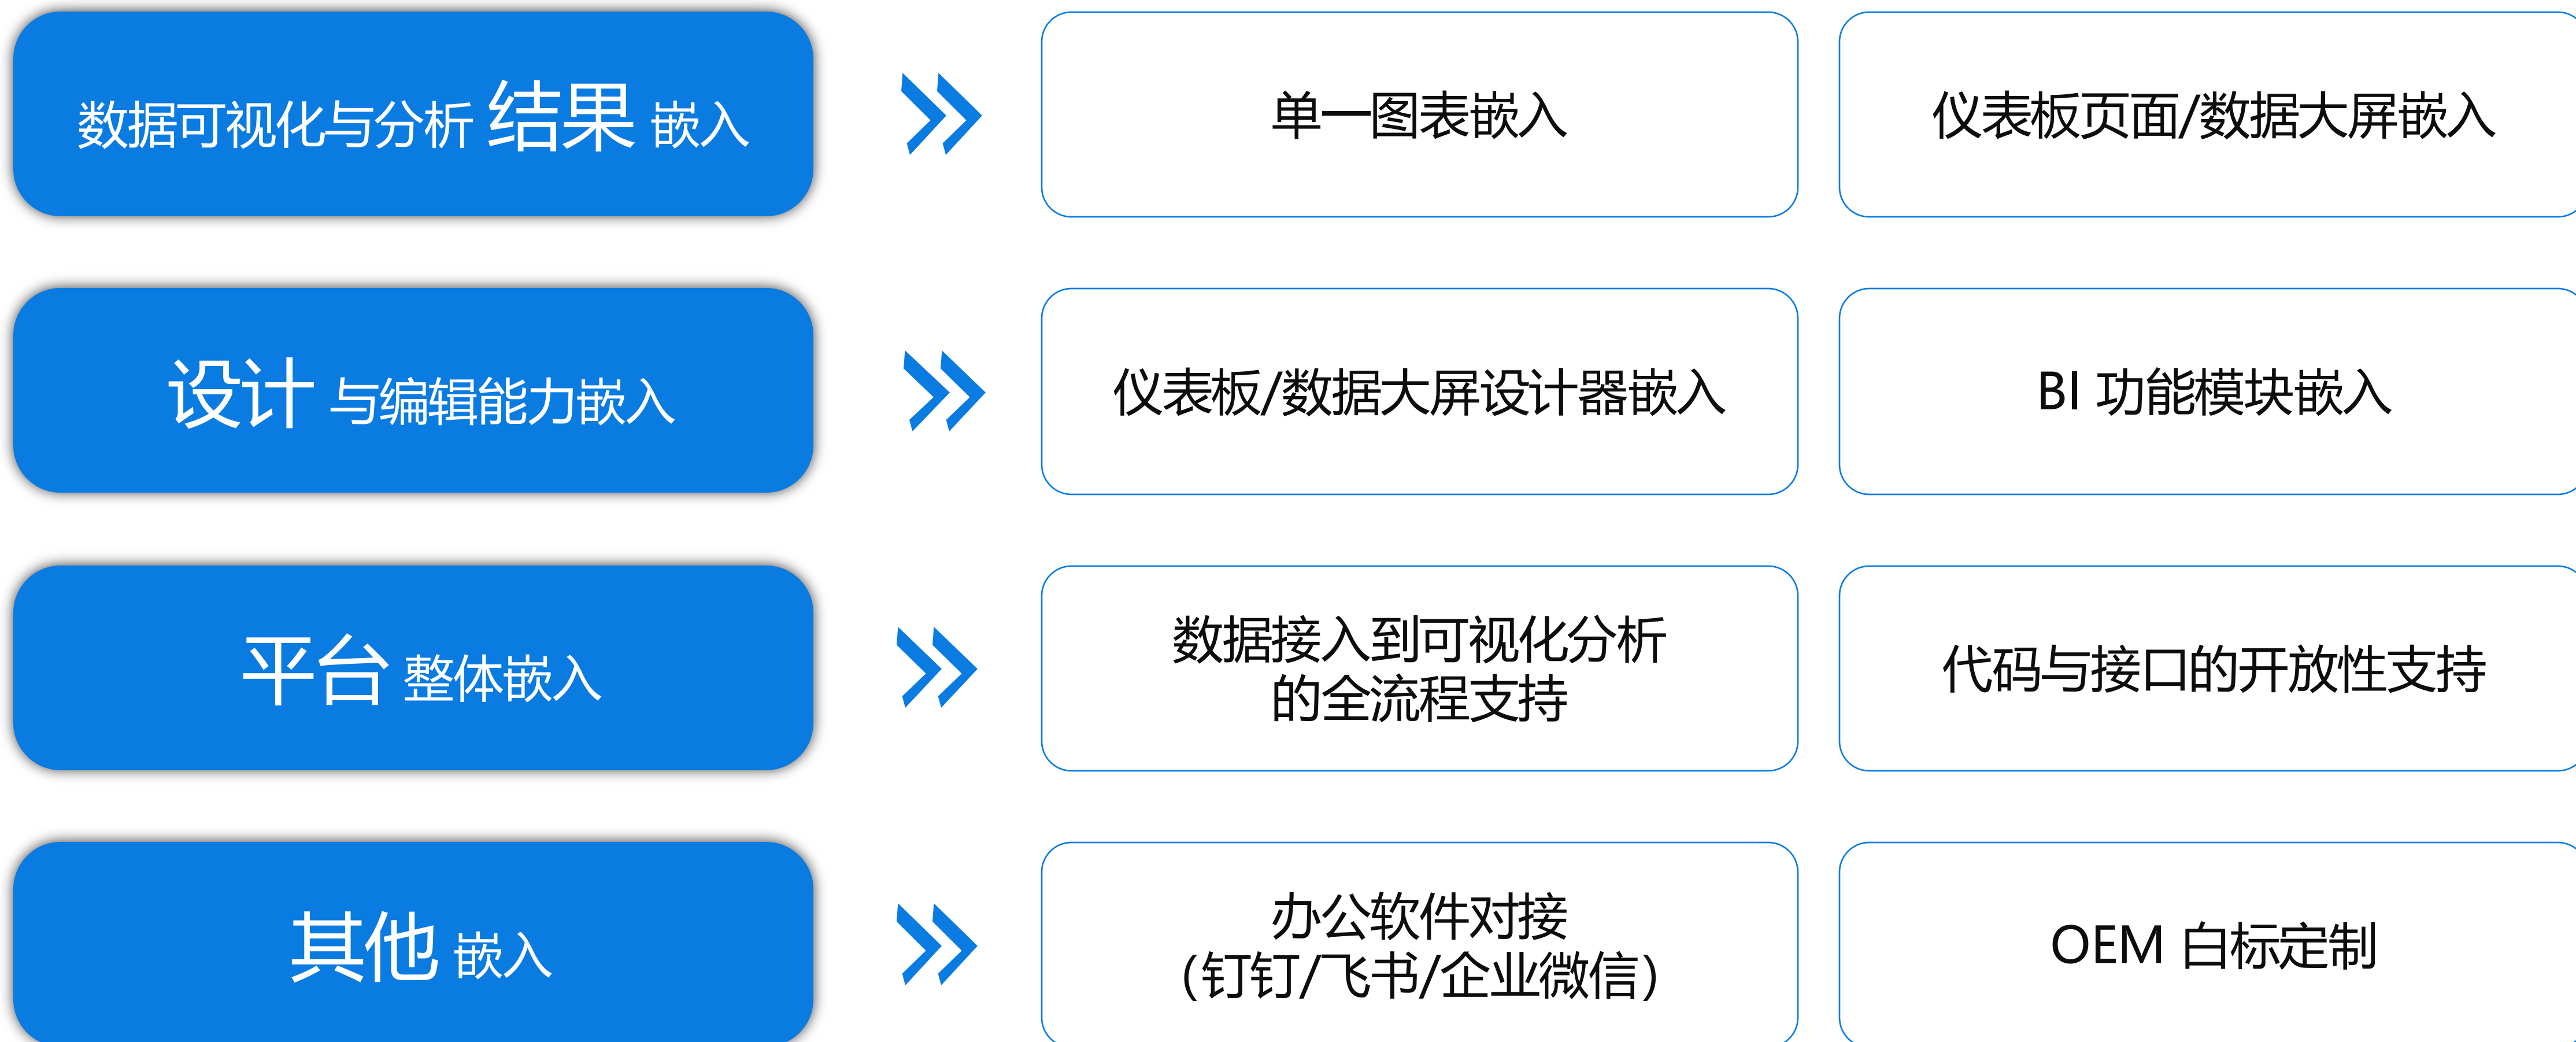 数据可视化与分析 结果 嵌入
单一图表嵌入
仪表板页面/数据大屏嵌入
设计 与编辑能力嵌入
仪表板/数据大屏设计器嵌入
BI 功能模块嵌入
平台 整体嵌入
数据接入到可视化分析
的全流程支持
代码与接口的开放性支持
其他 嵌入
办公软件对接
(钉钉/飞书/企业微信)
OEM 白标定制